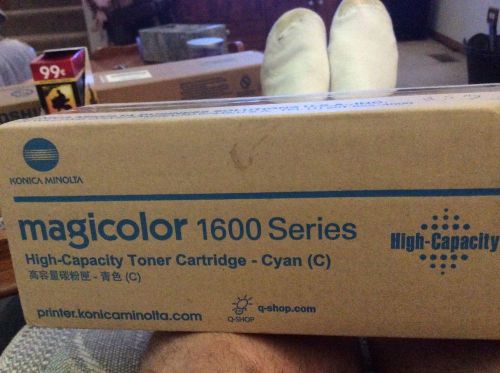 99¢
KONICA MINOLTA
magicolor 1600 Series
High-Capacity
High-Capacity Toner Cartridge - Cyan (C)
高容量碳粉匣 - 青色 (C)
printer.konicaminolta.com
Q-SHOP
q-shop.com